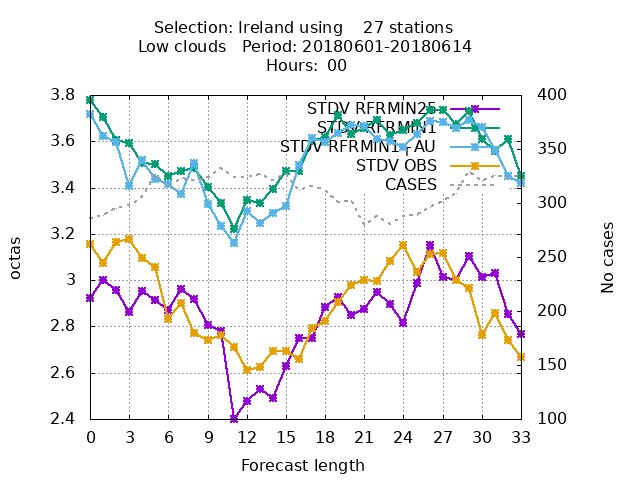 Selection: Ireland using    27 stations
Low clouds   Period: 20180601-20180614
Hours:  00
STDV RFRMIN25
STDV RFRMIN1
STDV RFRMIN1_AU
STDV OBS
CASES
3.8
3.6
3.4
3.2
3
2.8
2.6
2.4
octas
400
350
300
250
200
150
100
No cases
0 3 6 9 12 15 18 21 24 27 30 33
Forecast length